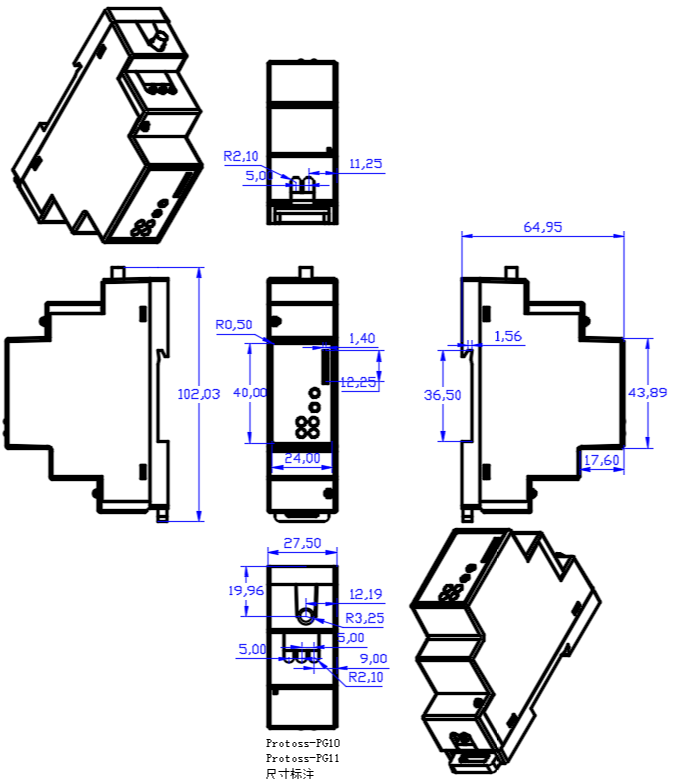 R2,10
11,25
5,00
64,95
R0,50
1,40
1,56
102,03
40,00
12,25
36,50
43,89
24,00
17,60
27,50
19,96
12,19
R3,25
5,00
5,00
9,00
R2,10
Protoss-PG10
Protoss-PG11
尺寸标注